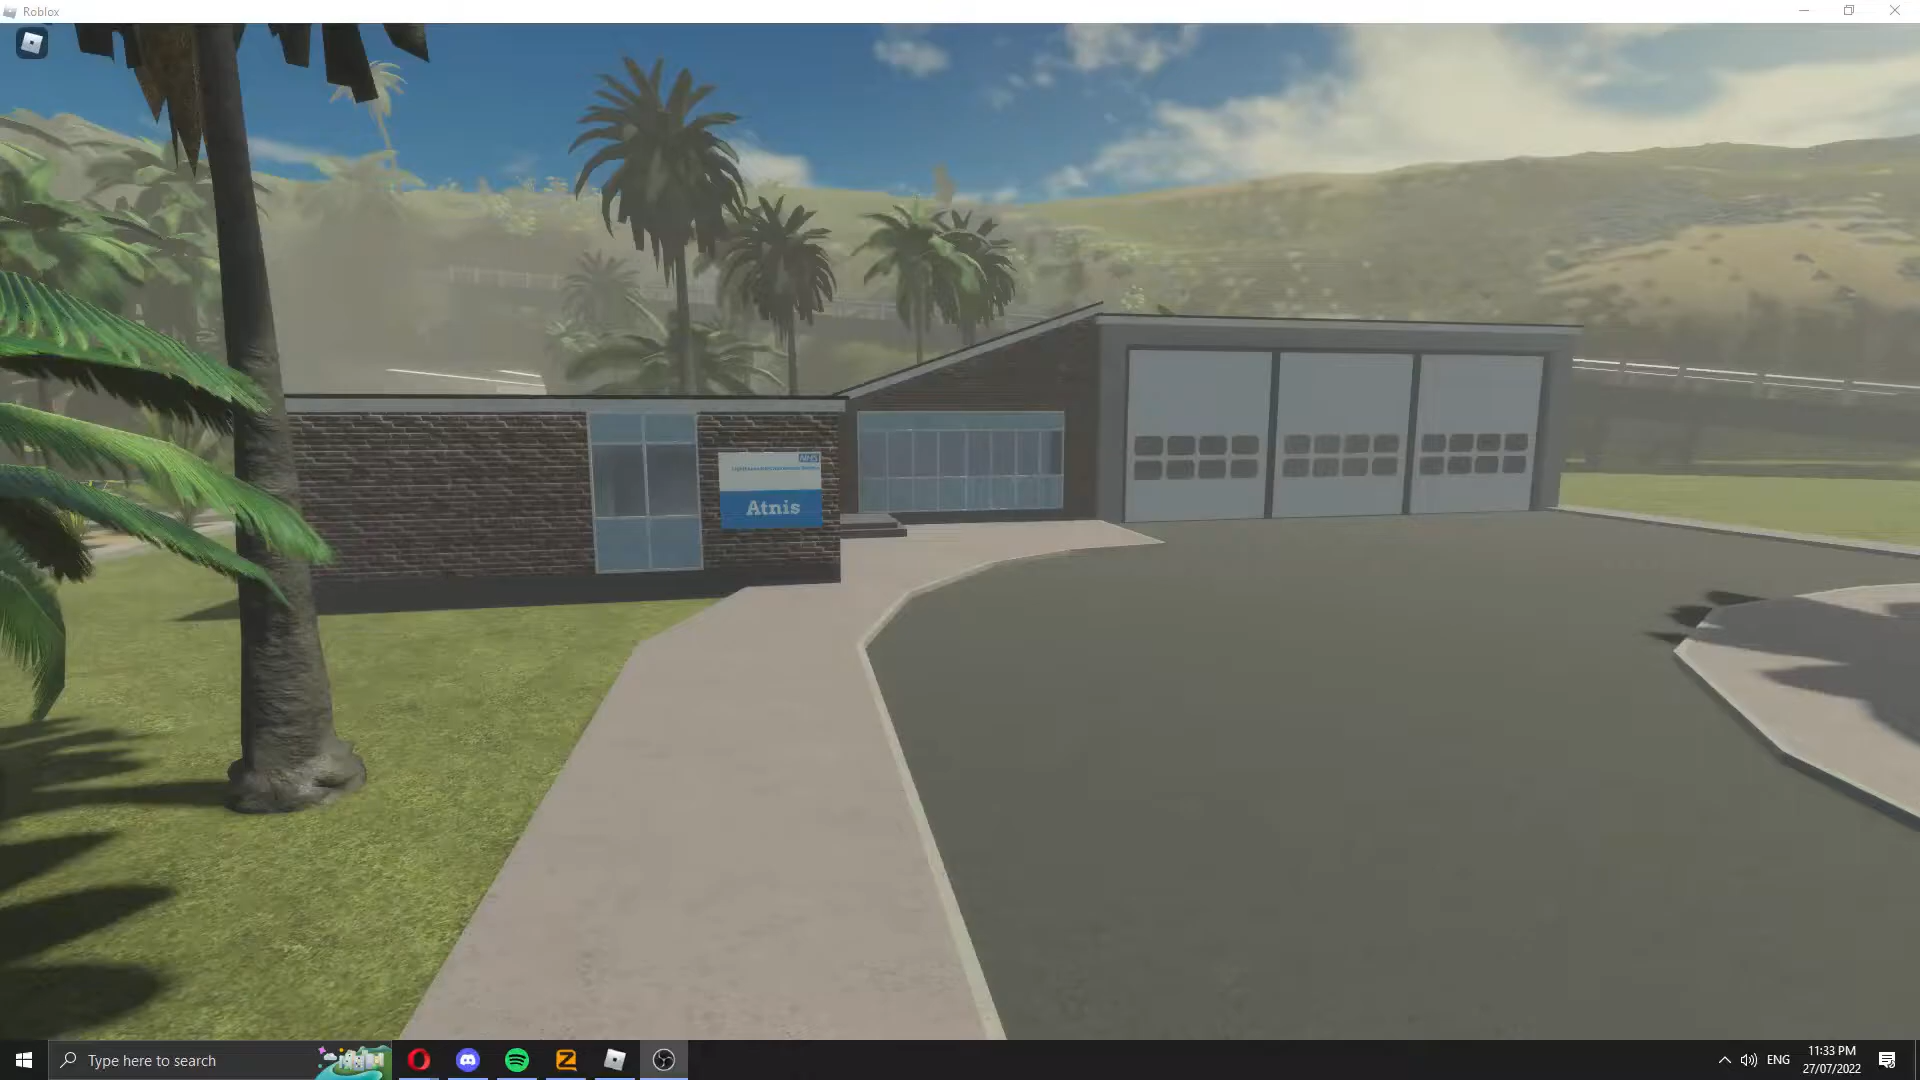 Roblox
NHS
Atnis
Type here to search
ENG
11:33 PM
27/07/2022